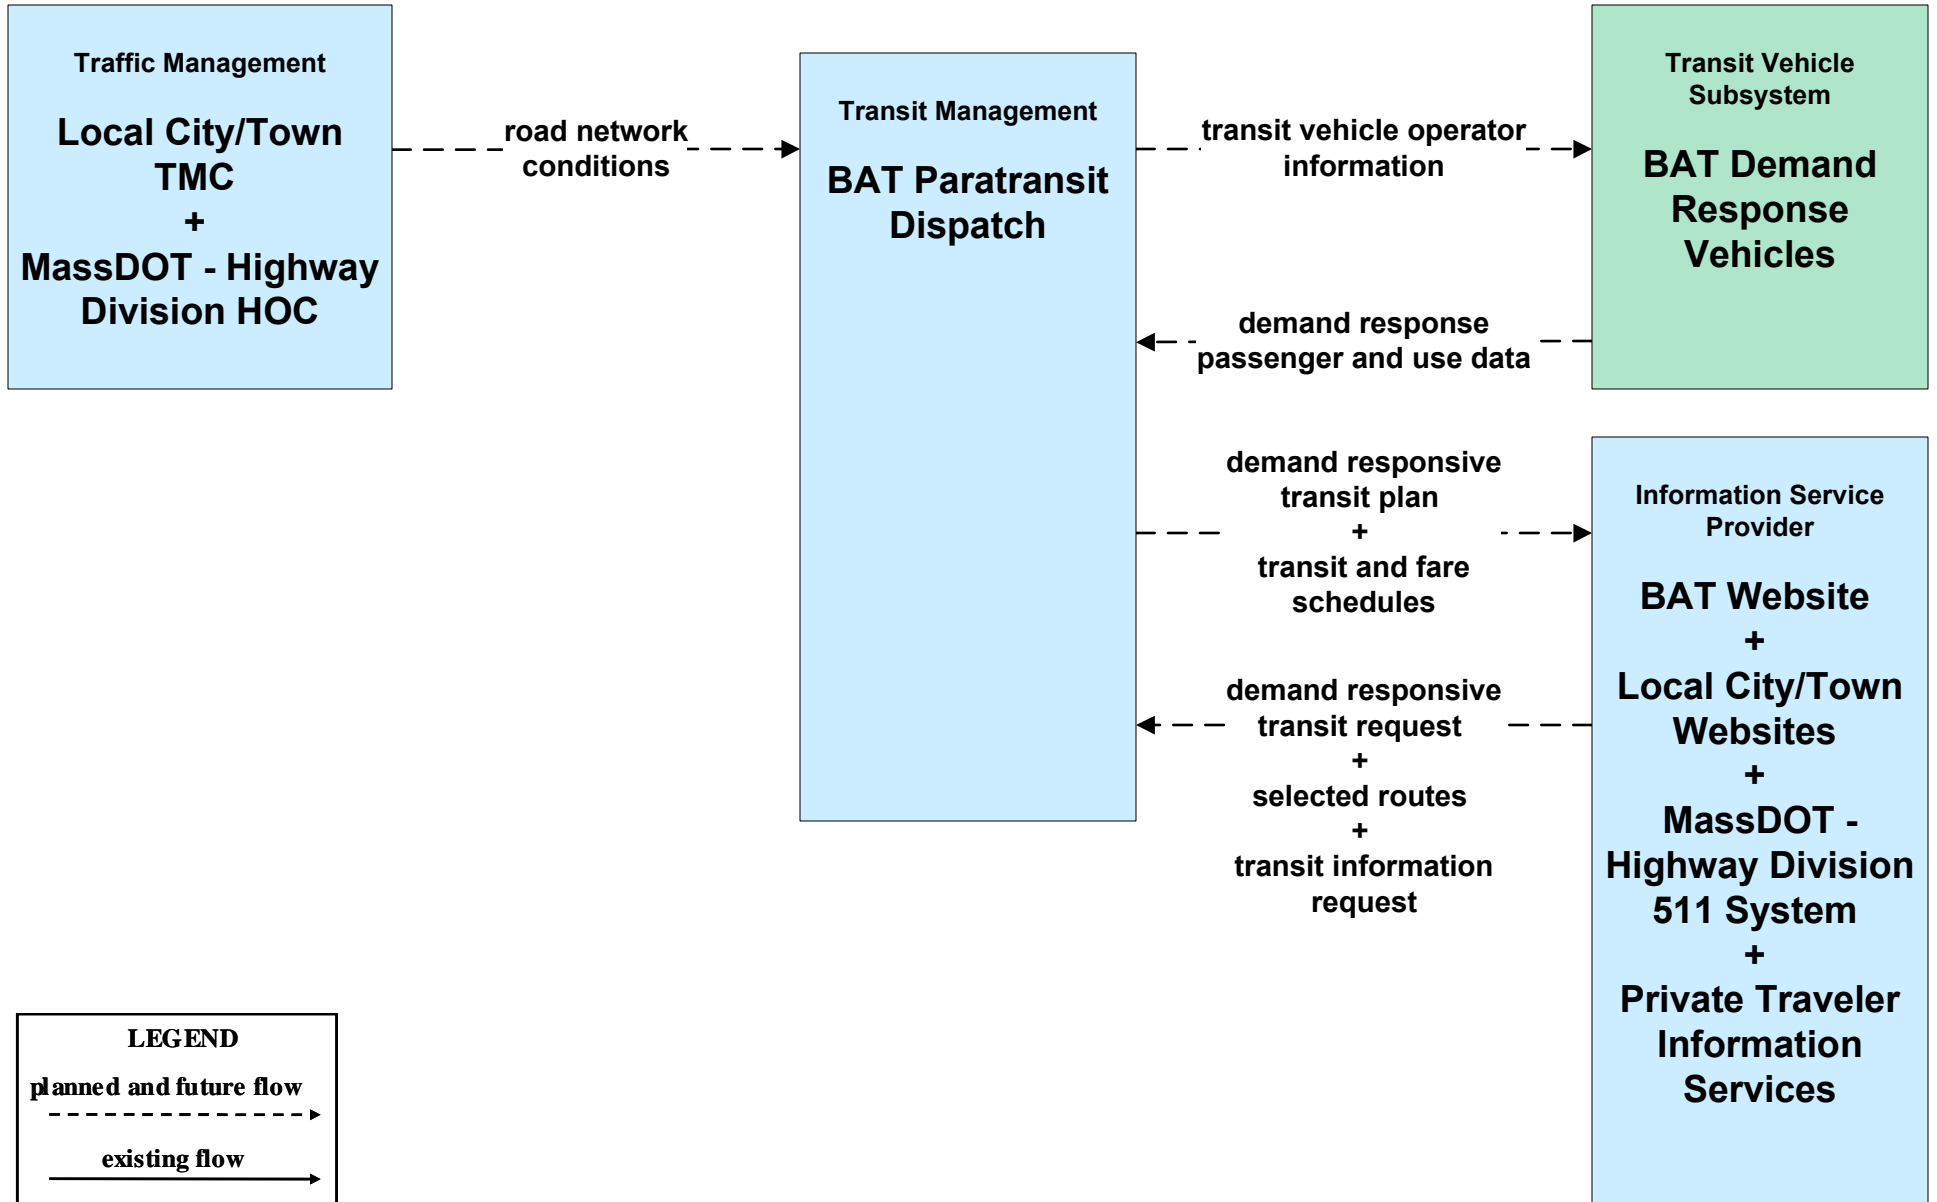 Traffic Management
Local City/Town
TMC
+
MassDOT - Highway
Division HOC
road network
conditions
Transit Management
BAT Paratransit
Dispatch
transit vehicle operator
information
Transit Vehicle
Subsystem
BAT Demand
Response
Vehicles
demand response
passenger and use data
demand responsive
transit plan
+
transit and fare
schedules
demand responsive
transit request
+
selected routes
+
transit information
request
Information Service
Provider
BAT Website
+
Local City/Town
Websites
+
MassDOT -
Highway Division
511 System
+
Private Traveler
Information
Services
LEGEND
planned and future flow
existing flow